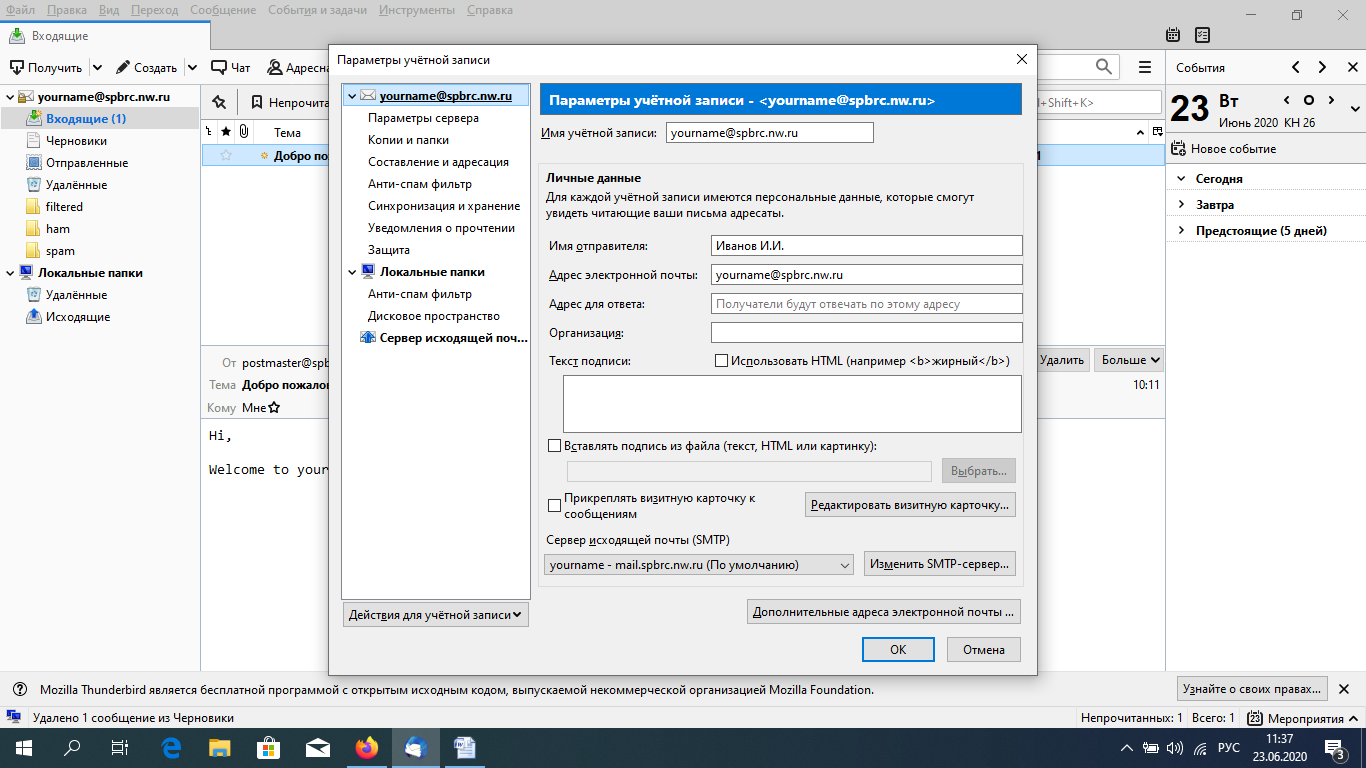 Файл Правка Вид Переход Сообщение События и задачи Инструменты Справка
Входящие
Получить Создать Чат
События
yourname@spbrc.nw.ru
Входящие (1)
Черновики
Отправленные
Удалённые
filtered
ham
spam
Локальные папки
Удалённые
Исходящие
+Shift+K>
Тема
От
Тема
Кому Мне
Hi,
Welcome to your
Параметры учётной записи
yourname@spbrc.nw.ru
Параметры сервера
Копии и папки
Составление и адресация
Анти-спам фильтр
Синхронизация и хранение
Уведомления о прочтении
Защита
Локальные папки
Анти-спам фильтр
Дисковое пространство
Сервер исходящей поч...
Действия для учётной записи
Параметры учётной записи - <yourname@spbrc.nw.ru>
Имя учётной записи: yourname@spbrc.nw.ru
Личные данные
Для каждой учётной записи имеются персональные данные, которые смогут
увидеть читающие ваши письма адресаты.
Имя отправителя: Иванов И.И.
Адрес электронной почты: yourname@spbrc.nw.ru
Адрес для ответа: Получатели будут отвечать по этому адресу
Организация:
Текст подписи: Использовать HTML (например <b>жирный</b>)
Вставлять подпись из файла (текст, HTML или картинку):
Выбрать...
Прикреплять визитную карточку к
сообщениям
Редактировать визитную карточку...
Сервер исходящей почты (SMTP)
yourname - mail.spbrc.nw.ru (По умолчанию) Изменить SMTP-сервер...
Дополнительные адреса электронной почты ...
ОК Отмена
Удалить Больше
10:11
23 Вт
Июнь 2020 КН 26
Новое событие
Сегодня
Завтра
Предстоящие (5 дней)
Mozilla Thunderbird является бесплатной программой с открытым исходным кодом, выпускаемой некоммерческой организацией Mozilla Foundation.
Узнайте о своих правах...
Удалено 1 сообщение из Черновики
Непрочитанных: 1 Всего: 1 23 Мероприятия
РУС
11:37
23.06.2020
3